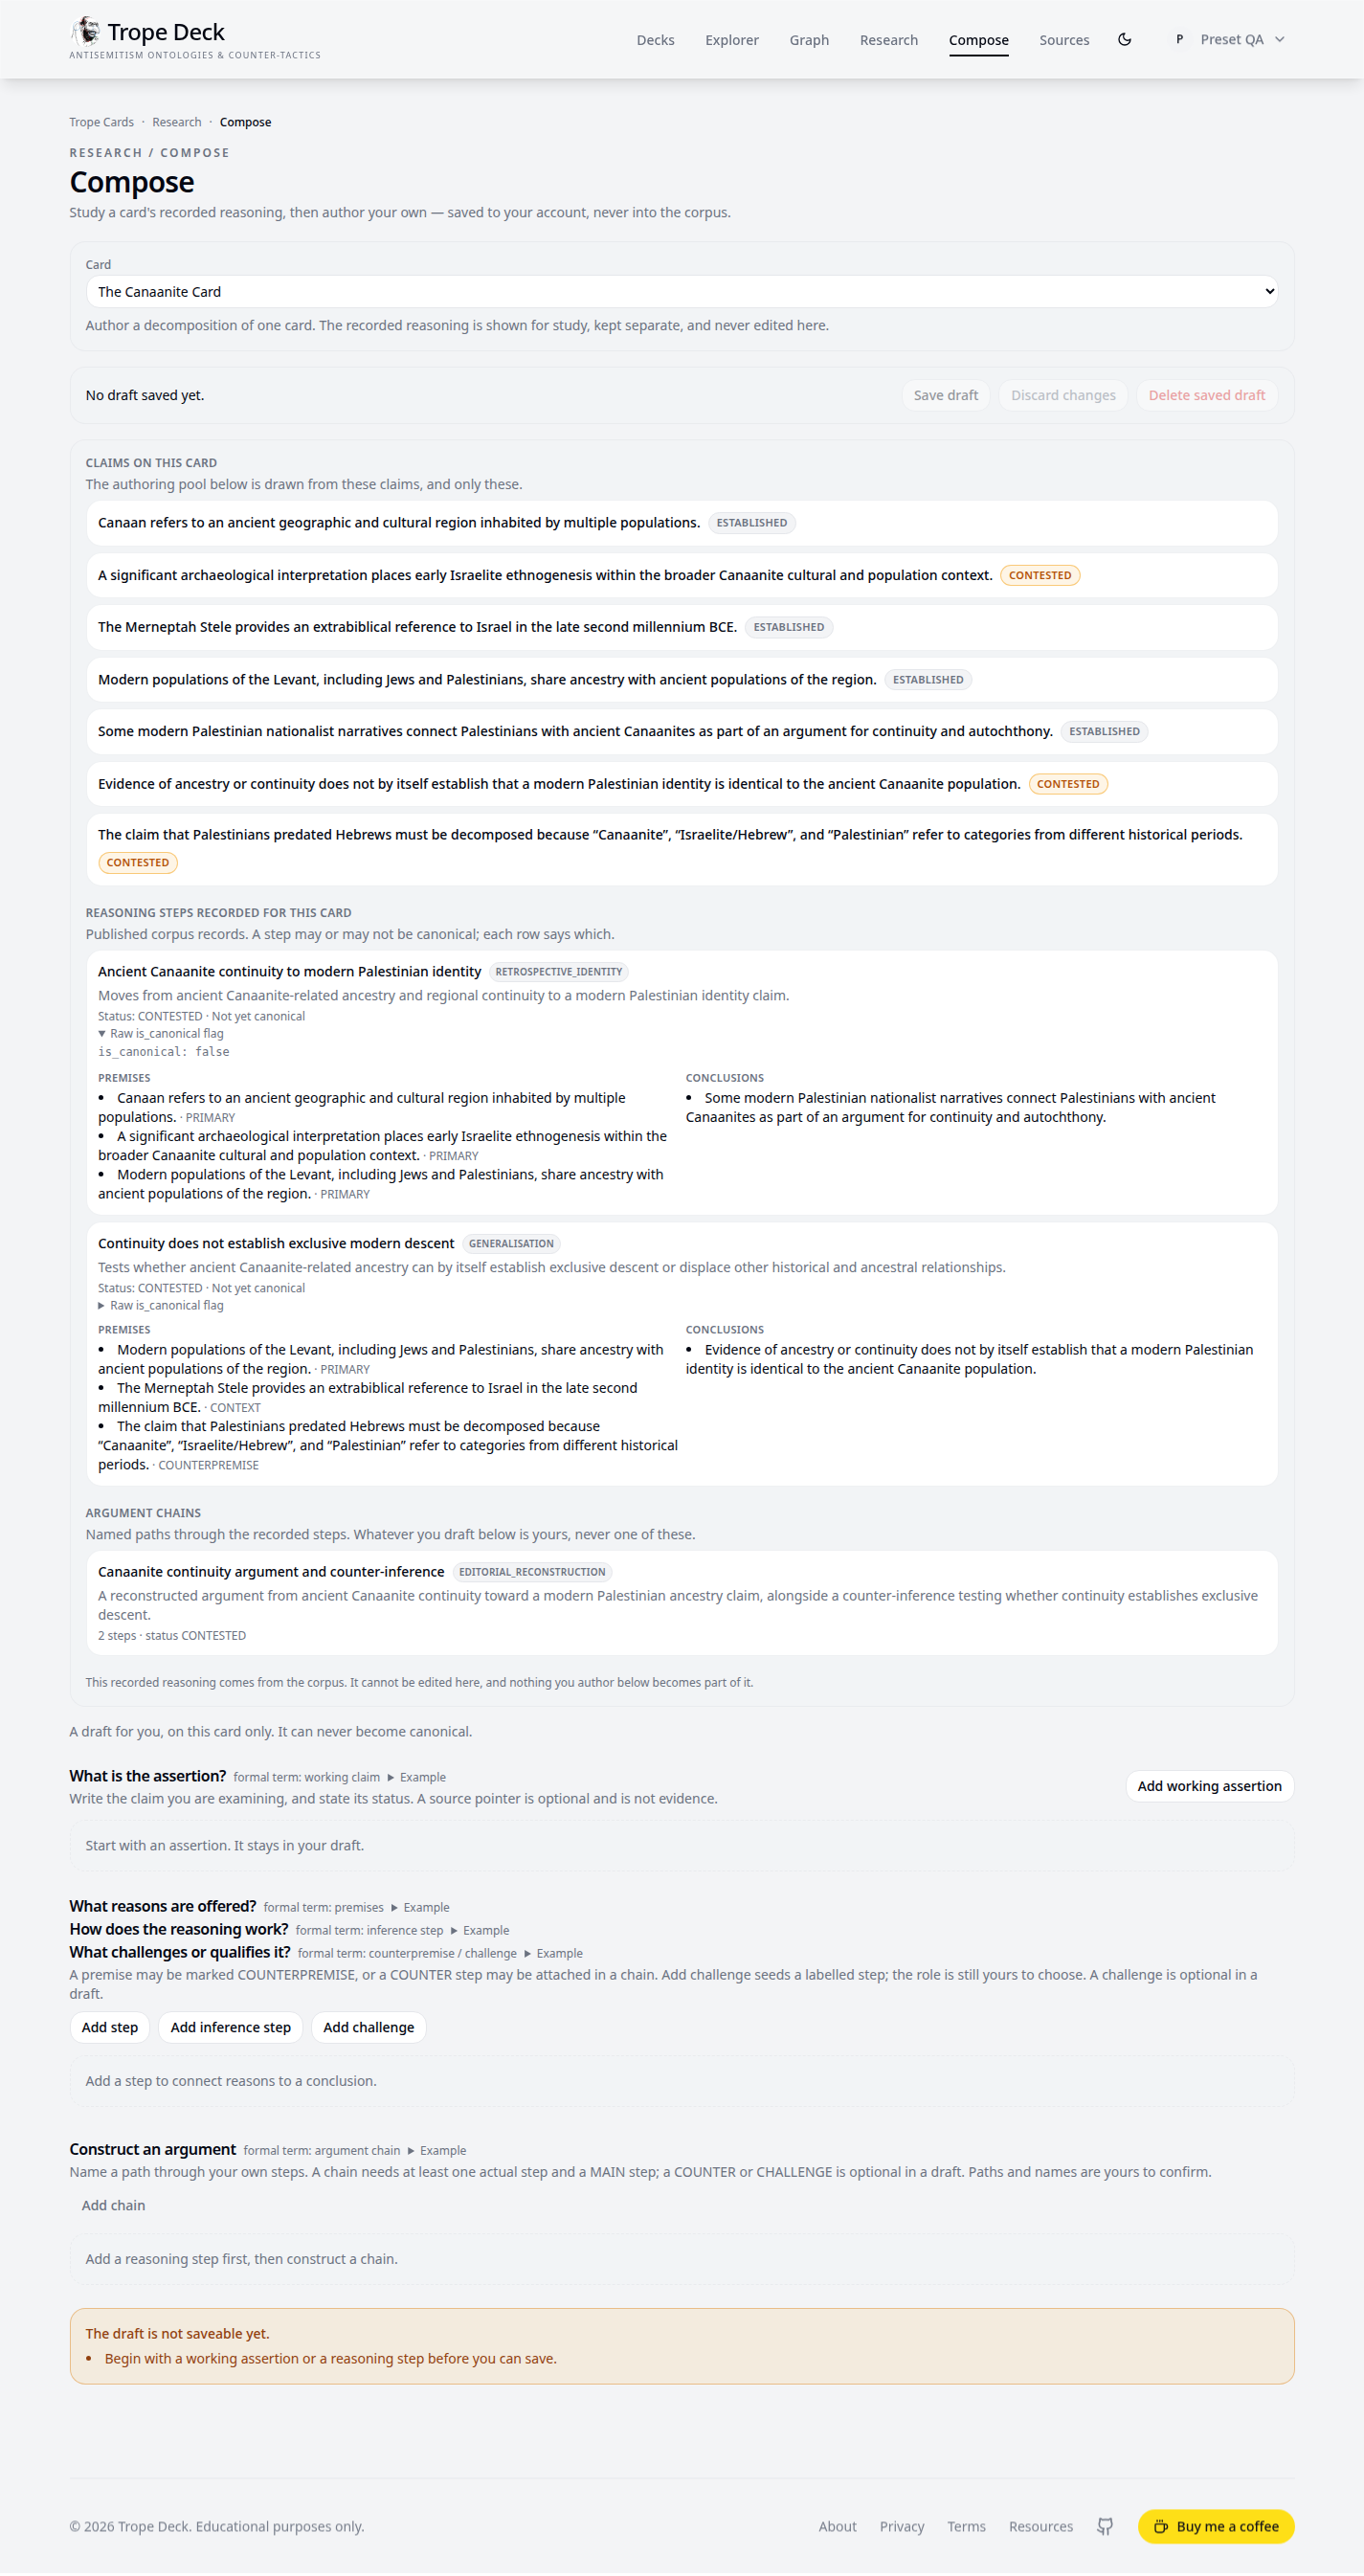 Trope Deck
ANTISEMITISM ONTOLOGIES & COUNTER-TACTICS
Decks
Explorer
Graph
Research
Compose
Sources
P
Preset QA
Trope Cards · Research · Compose
RESEARCH / COMPOSE
Compose
Study a card's recorded reasoning, then author your own — saved to your account, never into the corpus.
Card
The Canaanite Card
Author a decomposition of one card. The recorded reasoning is shown for study, kept separate, and never edited here.
No draft saved yet.
Save draft
Discard changes
Delete saved draft
CLAIMS ON THIS CARD
The authoring pool below is drawn from these claims, and only these.
Canaan refers to an ancient geographic and cultural region inhabited by multiple populations. ESTABLISHED
A significant archaeological interpretation places early Israelite ethnogenesis within the broader Canaanite cultural and population context. CONTESTED
The Merneptah Stele provides an extrabiblical reference to Israel in the late second millennium BCE. ESTABLISHED
Modern populations of the Levant, including Jews and Palestinians, share ancestry with ancient populations of the region. ESTABLISHED
Some modern Palestinian nationalist narratives connect Palestinians with ancient Canaanites as part of an argument for continuity and autochthony. ESTABLISHED
Evidence of ancestry or continuity does not by itself establish that a modern Palestinian identity is identical to the ancient Canaanite population. CONTESTED
The claim that Palestinians predated Hebrews must be decomposed because “Canaanite”, “Israelite/Hebrew”, and “Palestinian” refer to categories from different historical periods.
CONTESTED
REASONING STEPS RECORDED FOR THIS CARD
Published corpus records. A step may or may not be canonical; each row says which.
Ancient Canaanite continuity to modern Palestinian identity RETROSPECTIVE_IDENTITY
Moves from ancient Canaanite-related ancestry and regional continuity to a modern Palestinian identity claim.
Status: CONTESTED · Not yet canonical
▼ Raw is_canonical flag
is_canonical: false
PREMISES
• Canaan refers to an ancient geographic and cultural region inhabited by multiple
populations. · PRIMARY
• A significant archaeological interpretation places early Israelite ethnogenesis within the
broader Canaanite cultural and population context. · PRIMARY
• Modern populations of the Levant, including Jews and Palestinians, share ancestry with
ancient populations of the region. · PRIMARY
CONCLUSIONS
• Some modern Palestinian nationalist narratives connect Palestinians with ancient
Canaanites as part of an argument for continuity and autochthony.
Continuity does not establish exclusive modern descent GENERALISATION
Tests whether ancient Canaanite-related ancestry can by itself establish exclusive descent or displace other historical and ancestral relationships.
Status: CONTESTED · Not yet canonical
▶ Raw is_canonical flag
PREMISES
• Modern populations of the Levant, including Jews and Palestinians, share ancestry with
ancient populations of the region. · PRIMARY
• The Merneptah Stele provides an extrabiblical reference to Israel in the late second
millennium BCE. · CONTEXT
• The claim that Palestinians predated Hebrews must be decomposed because
“Canaanite”, “Israelite/Hebrew”, and “Palestinian” refer to categories from different historical
periods. · COUNTERPREMISE
CONCLUSIONS
• Evidence of ancestry or continuity does not by itself establish that a modern Palestinian
identity is identical to the ancient Canaanite population.
ARGUMENT CHAINS
Named paths through the recorded steps. Whatever you draft below is yours, never one of these.
Canaanite continuity argument and counter-inference EDITORIAL_RECONSTRUCTION
A reconstructed argument from ancient Canaanite continuity toward a modern Palestinian ancestry claim, alongside a counter-inference testing whether continuity establishes exclusive
descent.
2 steps · status CONTESTED
This recorded reasoning comes from the corpus. It cannot be edited here, and nothing you author below becomes part of it.
A draft for you, on this card only. It can never become canonical.
What is the assertion? formal term: working claim ▶ Example
Write the claim you are examining, and state its status. A source pointer is optional and is not evidence.
Add working assertion
Start with an assertion. It stays in your draft.
What reasons are offered? formal term: premises ▶ Example
How does the reasoning work? formal term: inference step ▶ Example
What challenges or qualifies it? formal term: counterpremise / challenge ▶ Example
A premise may be marked COUNTERPREMISE, or a COUNTER step may be attached in a chain. Add challenge seeds a labelled step; the role is still yours to choose. A challenge is optional in a
draft.
Add step
Add inference step
Add challenge
Add a step to connect reasons to a conclusion.
Construct an argument formal term: argument chain ▶ Example
Name a path through your own steps. A chain needs at least one actual step and a MAIN step; a COUNTER or CHALLENGE is optional in a draft. Paths and names are yours to confirm.
Add chain
Add a reasoning step first, then construct a chain.
The draft is not saveable yet.
• Begin with a working assertion or a reasoning step before you can save.
© 2026 Trope Deck. Educational purposes only.
About
Privacy
Terms
Resources
Buy me a coffee